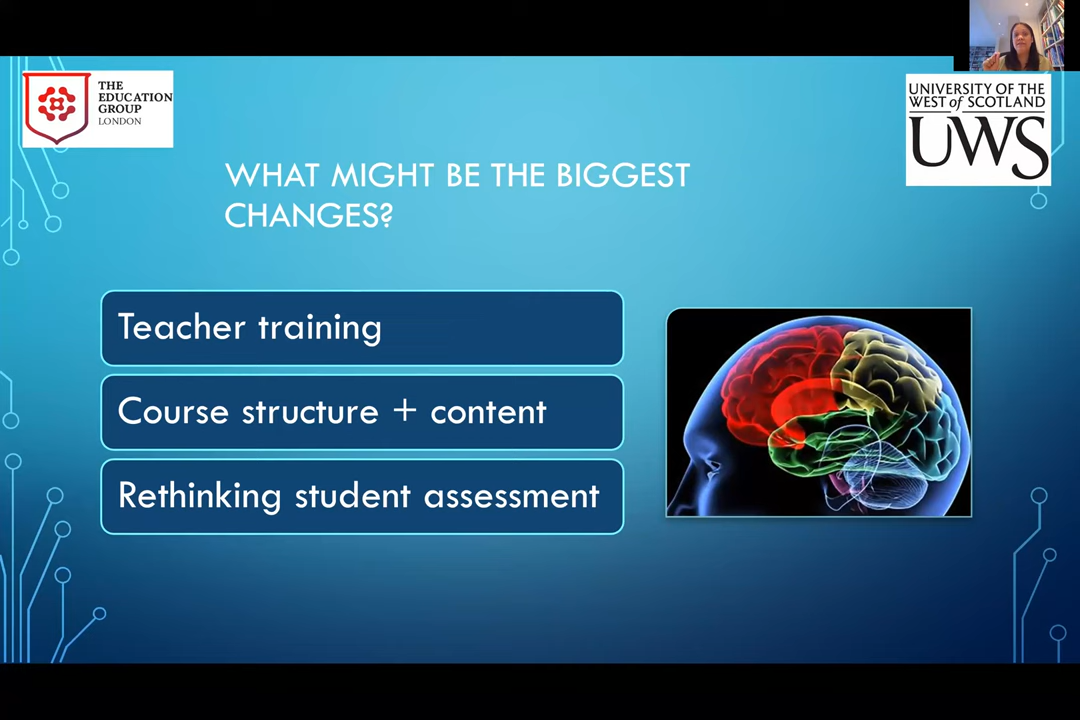 THE
EDUCATION
GROUP
LONDON
UNIVERSITY OF THE
WEST of SCOTLAND
UWS
WHAT MIGHT BE THE BIGGEST
CHANGES?
Teacher training
Course structure + content
Rethinking student assessment